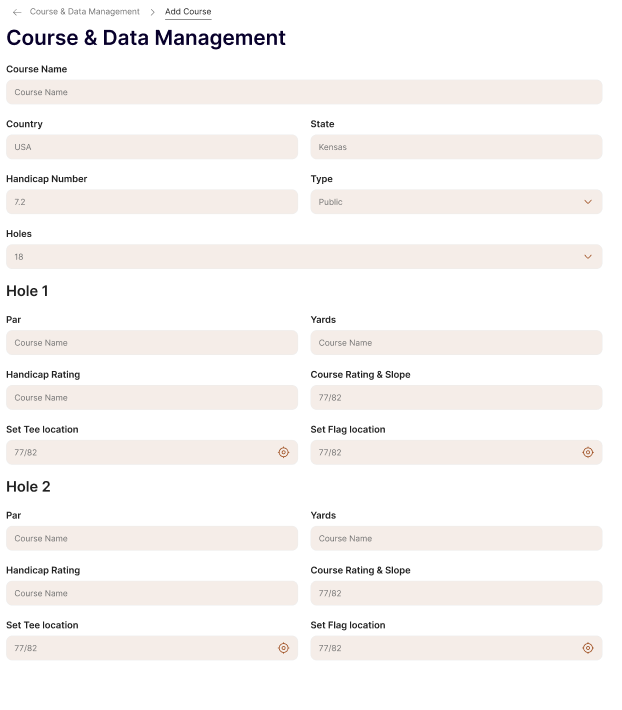 Course & Data Management > Add Course
Course & Data Management
Course Name
Course Name
Country State
USA Kensas
Handicap Number Type
7.2 Public
Holes
18
Hole 1
Par Yards
Course Name Course Name
Handicap Rating Course Rating & Slope
Course Name 77/82
Set Tee location Set Flag location
77/82 77/82
Hole 2
Par Yards
Course Name Course Name
Handicap Rating Course Rating & Slope
Course Name 77/82
Set Tee location Set Flag location
77/82 77/82